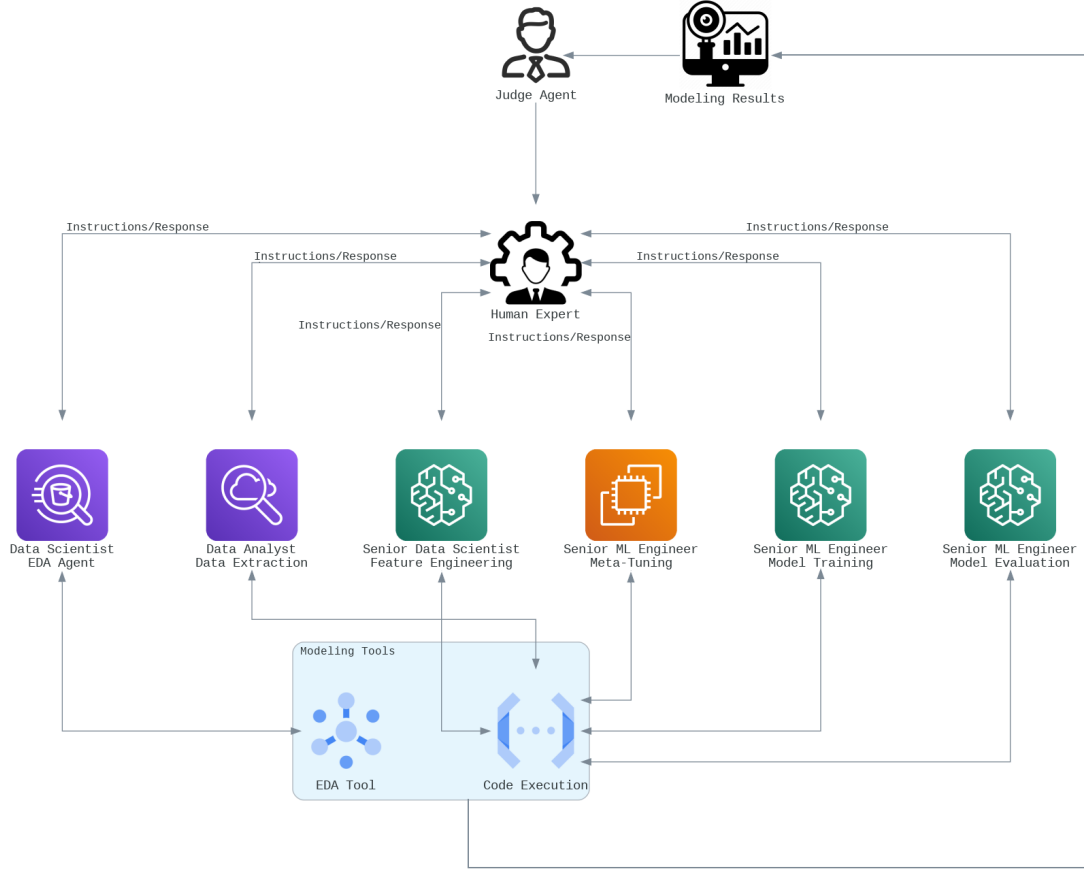 Judge Agent
Modeling Results
Instructions/Response
Instructions/Response
Instructions/Response
Instructions/Response
Human Expert
Instructions/Response
Instructions/Response
Data Scientist
EDA Agent
Data Analyst
Data Extraction
Senior Data Scientist
Feature Engineering
Senior ML Engineer
Meta-Tuning
Senior ML Engineer
Model Training
Senior ML Engineer
Model Evaluation
Modeling Tools
EDA Tool
Code Execution